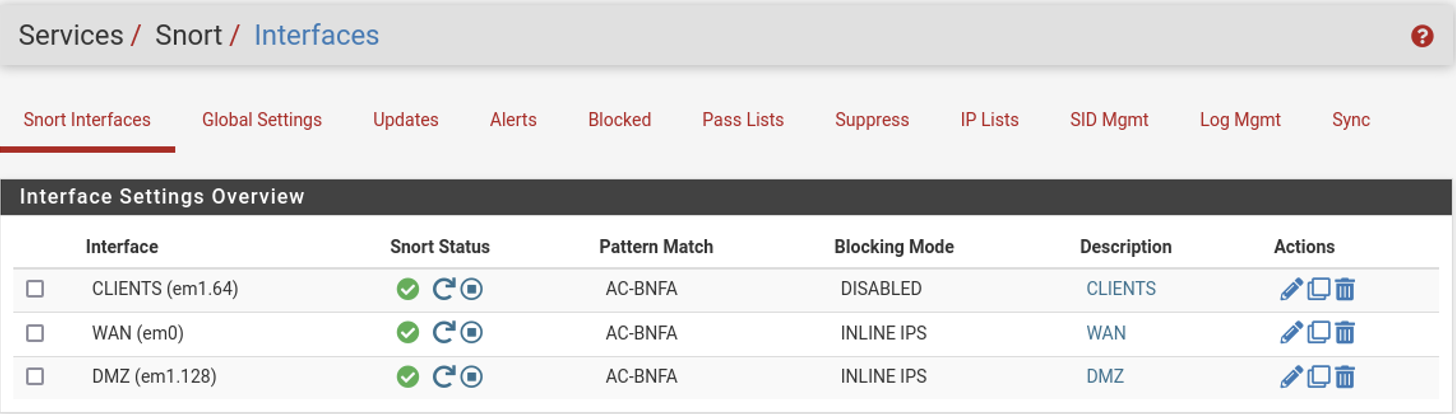 Services / Snort / Interfaces
Snort Interfaces Global Settings Updates Alerts Blocked Pass Lists Suppress IP Lists SID Mgmt Log Mgmt Sync
Interface Settings Overview
Interface Snort Status Pattern Match Blocking Mode Description Actions
CLIENTS (em1.64) AC-BNFA DISABLED CLIENTS
WAN (em0) AC-BNFA INLINE IPS WAN
DMZ (em1.128) AC-BNFA INLINE IPS DMZ